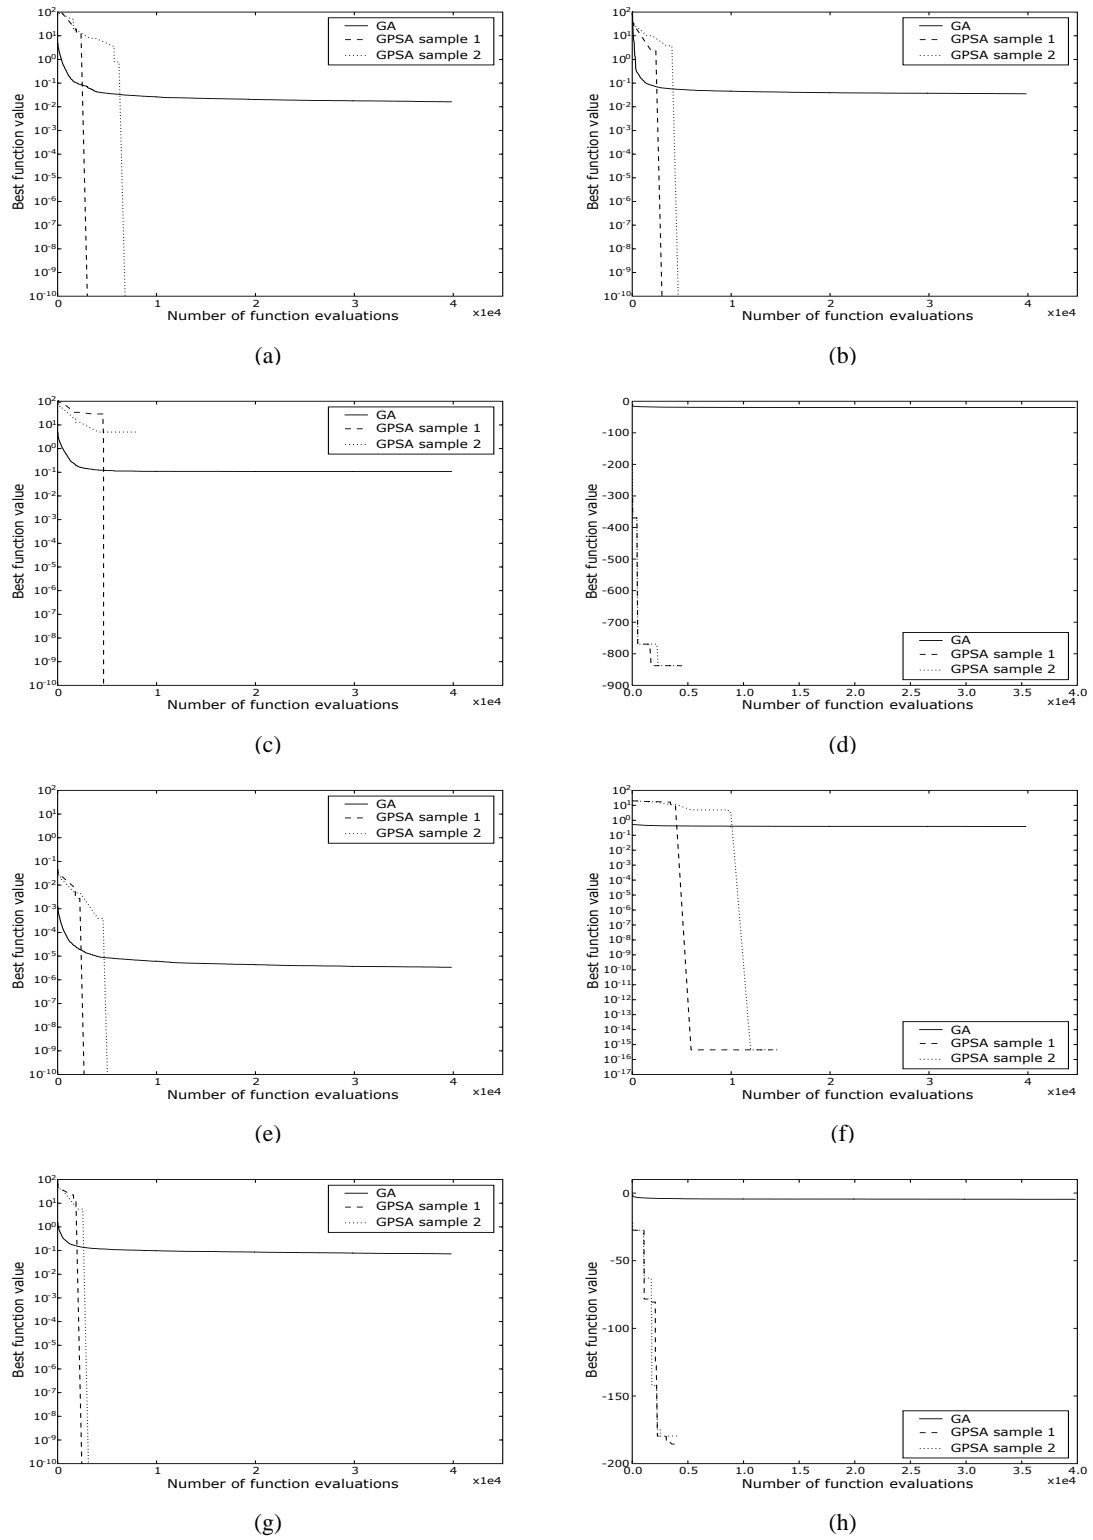 10²
10¹
10⁰
10⁻¹
10⁻²
10⁻³
10⁻⁴
10⁻⁵
10⁻⁶
10⁻⁷
10⁻⁸
10⁻⁹
10⁻¹⁰
Best function value
GA
GPSA sample 1
GPSA sample 2
0 1 2 3 4
Number of function evaluations x1e4
(a)
10²
10¹
10⁰
10⁻¹
10⁻²
10⁻³
10⁻⁴
10⁻⁵
10⁻⁶
10⁻⁷
10⁻⁸
10⁻⁹
10⁻¹⁰
Best function value
GA
GPSA sample 1
GPSA sample 2
0 1 2 3 4
Number of function evaluations x1e4
(b)
10²
10¹
10⁰
10⁻¹
10⁻²
10⁻³
10⁻⁴
10⁻⁵
10⁻⁶
10⁻⁷
10⁻⁸
10⁻⁹
10⁻¹⁰
Best function value
GA
GPSA sample 1
GPSA sample 2
0 1 2 3 4
Number of function evaluations x1e4
(c)
0
-100
-200
-300
-400
-500
-600
-700
-800
-900
Best function value
GA
GPSA sample 1
GPSA sample 2
0.0 0.5 1.0 1.5 2.0 2.5 3.0 3.5 4.0
Number of function evaluations x1e4
(d)
10²
10¹
10⁰
10⁻¹
10⁻²
10⁻³
10⁻⁴
10⁻⁵
10⁻⁶
10⁻⁷
10⁻⁸
10⁻⁹
10⁻¹⁰
Best function value
GA
GPSA sample 1
GPSA sample 2
0 1 2 3 4
Number of function evaluations x1e4
(e)
10²
10¹
10⁰
10⁻¹
10⁻²
10⁻³
10⁻⁴
10⁻⁵
10⁻⁶
10⁻⁷
10⁻⁸
10⁻⁹
10⁻¹⁰
10⁻¹¹
10⁻¹²
10⁻¹³
10⁻¹⁴
10⁻¹⁵
10⁻¹⁶
10⁻¹⁷
Best function value
GA
GPSA sample 1
GPSA sample 2
0 1 2 3 4
Number of function evaluations x1e4
(f)
10²
10¹
10⁰
10⁻¹
10⁻²
10⁻³
10⁻⁴
10⁻⁵
10⁻⁶
10⁻⁷
10⁻⁸
10⁻⁹
10⁻¹⁰
Best function value
GA
GPSA sample 1
GPSA sample 2
0 1 2 3 4
Number of function evaluations x1e4
(g)
0
-50
-100
-150
-200
Best function value
GA
GPSA sample 1
GPSA sample 2
0.0 0.5 1.0 1.5 2.0 2.5 3.0 3.5 4.0
Number of function evaluations x1e4
(h)